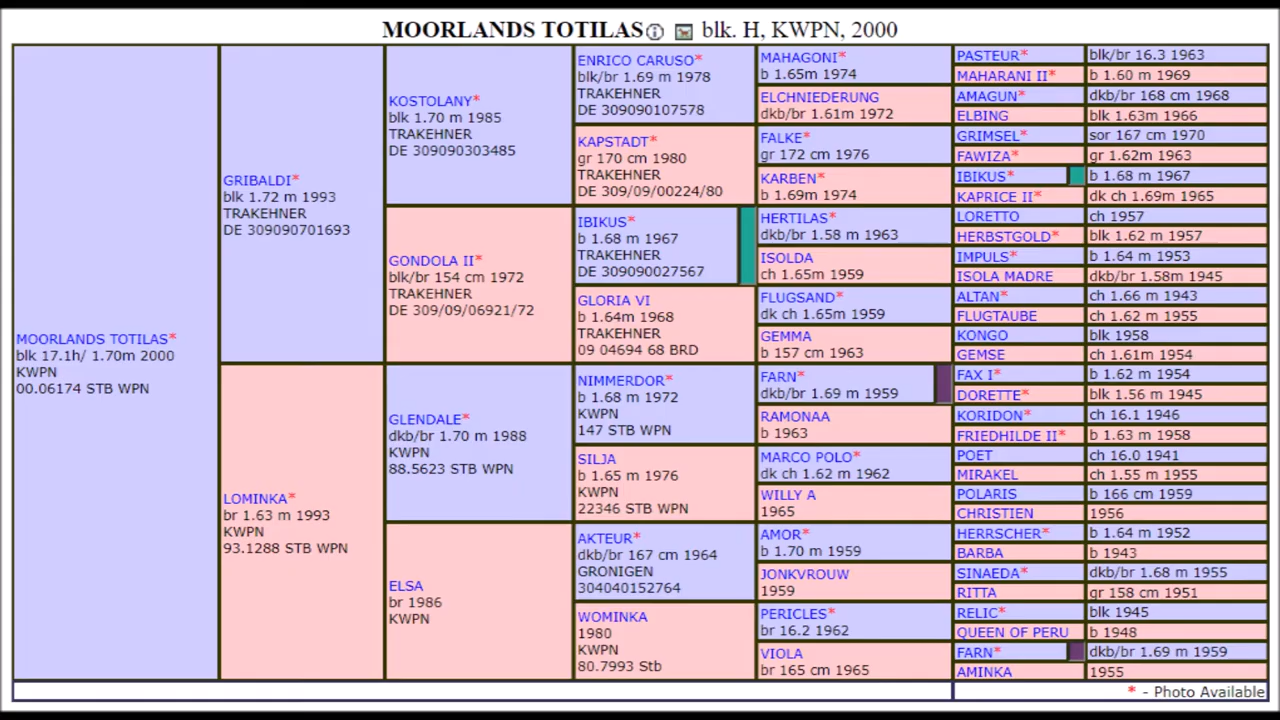 MOORLANDS TOTILAS blk. H, KWPN, 2000
MOORLANDS TOTILAS*
blk 17.1h/ 1.70m 2000
KWPN
00.06174 STB WPN
GRIBALDI*
blk 1.72 m 1993
TRAKEHNER
DE 309090701693
LOMINKA*
br 1.63 m 1993
KWPN
93.1288 STB WPN
KOSTOLANY*
blk 1.70 m 1985
TRAKEHNER
DE 309090303485
GONDOLA II*
blk/br 154 cm 1972
TRAKEHNER
DE 309/09/06921/72
GLENDALE*
dkb/br 1.70 m 1988
KWPN
88.5623 STB WPN
ELSA
br 1986
KWPN
ENRICO CARUSO*
blk/br 1.69 m 1978
TRAKEHNER
DE 309090107578
KAPSTADT*
gr 170 cm 1980
TRAKEHNER
DE 309/09/00224/80
IBIKUS*
b 1.68 m 1967
TRAKEHNER
DE 309090027567
GLORIA VI
b 1.64m 1968
TRAKEHNER
09 04694 68 BRD
NIMMERDOR*
b 1.68 m 1972
KWPN
147 STB WPN
SILJA
b 1.65 m 1976
KWPN
22346 STB WPN
AKTEUR*
dkb/br 167 cm 1964
GRONIGEN
304040152764
WOMINKA
1980
KWPN
80.7993 Stb
MAHAGONI*
b 1.65m 1974
ELCHNIEDERUNG
dkb/br 1.61m 1972
FALKE*
gr 172 cm 1976
KARBEN*
b 1.69m 1974
HERTILAS*
dkb/br 1.58 m 1963
ISOLDA
ch 1.65m 1959
FLUGSAND*
dk ch 1.65m 1959
GEMMA
b 157 cm 1963
FARN*
dkb/br 1.69 m 1959
RAMONAA
b 1963
MARCO POLO*
dk ch 1.62 m 1962
WILLY A
1965
AMOR*
b 1.70 m 1959
JONKVROUW
1959
PERICLES*
br 16.2 1962
VIOLA
br 165 cm 1965
PASTEUR* blk/br 16.3 1963
MAHARANI II* b 1.60 m 1969
AMAGUN* dkb/br 168 cm 1968
ELBING blk 1.63m 1966
GRIMSEL* sor 167 cm 1970
FAWIZA* gr 1.62m 1963
IBIKUS* b 1.68 m 1967
KAPRICE II* dk ch 1.69m 1965
LORETTO ch 1957
HERBSTGOLD* blk 1.62 m 1957
IMPULS* b 1.64 m 1953
ISOLA MADRE dkb/br 1.58m 1945
ALTAN* ch 1.66 m 1943
FLUGTAUBE ch 1.62 m 1955
KONGO blk 1958
GEMSE ch 1.61m 1954
FAX I* b 1.62 m 1954
DORETTE* blk 1.56 m 1945
KORIDON* ch 16.1 1946
FRIEDHILDE II* b 1.63 m 1958
POET ch 16.0 1941
MIRAKEL ch 1.55 m 1955
POLARIS b 166 cm 1959
CHRISTIEN 1956
HERRSCHER* b 1.64 m 1952
BARBA b 1943
SINAEDA* dkb/br 1.68 m 1955
RITTA gr 158 cm 1951
RELIC* blk 1945
QUEEN OF PERU b 1948
FARN* dkb/br 1.69 m 1959
AMINKA 1955
* - Photo Available